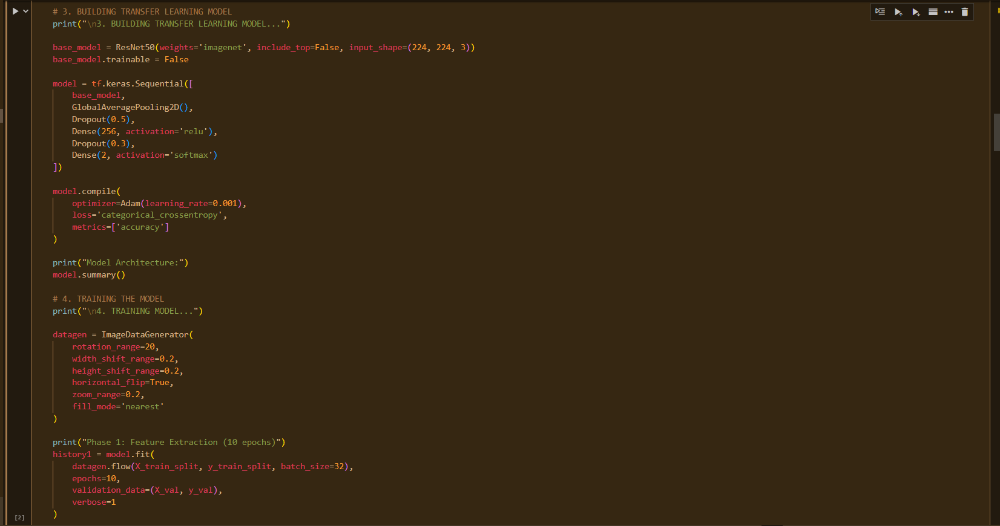 # 3. BUILDING TRANSFER LEARNING MODEL
print("\n3. BUILDING TRANSFER LEARNING MODEL...")
base_model = ResNet50(weights='imagenet', include_top=False, input_shape=(224, 224, 3))
base_model.trainable = False
model = tf.keras.Sequential([
    base_model,
    GlobalAveragePooling2D(),
    Dropout(0.5),
    Dense(256, activation='relu'),
    Dropout(0.3),
    Dense(2, activation='softmax')
])
model.compile(
    optimizer=Adam(learning_rate=0.001),
    loss='categorical_crossentropy',
    metrics=['accuracy']
)
print("Model Architecture:")
model.summary()
# 4. TRAINING THE MODEL
print("\n4. TRAINING MODEL...")
datagen = ImageDataGenerator(
    rotation_range=20,
    width_shift_range=0.2,
    height_shift_range=0.2,
    horizontal_flip=True,
    zoom_range=0.2,
    fill_mode='nearest'
)
print("Phase 1: Feature Extraction (10 epochs)")
history1 = model.fit(
    datagen.flow(X_train_split, y_train_split, batch_size=32),
    epochs=10,
    validation_data=(X_val, y_val),
    verbose=1
)
[2]